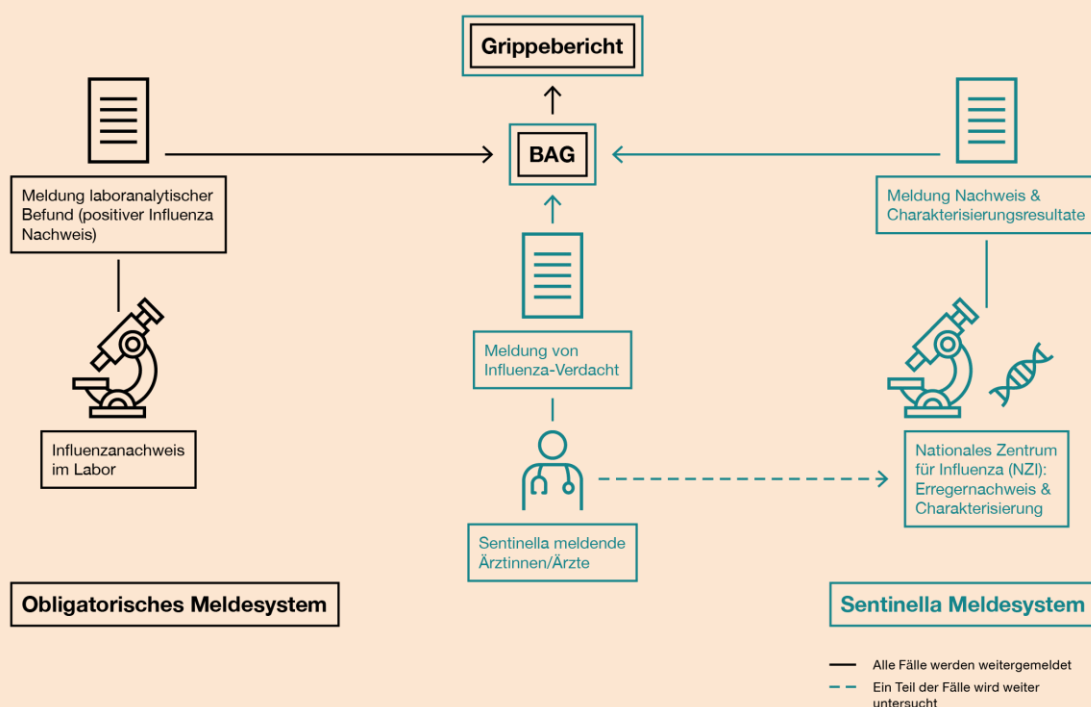 Grippebericht
BAG
Meldung laboranalytischer
Befund (positiver Influenza
Nachweis)
Meldung Nachweis &
Charakterisierungsresultate
Meldung von
Influenza-Verdacht
Influenzanachweis
im Labor
Nationales Zentrum
für Influenza (NZI):
Erregernachweis &
Charakterisierung
Sentinella meldende
Ärztinnen/Ärzte
Obligatorisches Meldesystem
Sentinella Meldesystem
Alle Fälle werden weitergemeldet
Ein Teil der Fälle wird weiter
untersucht